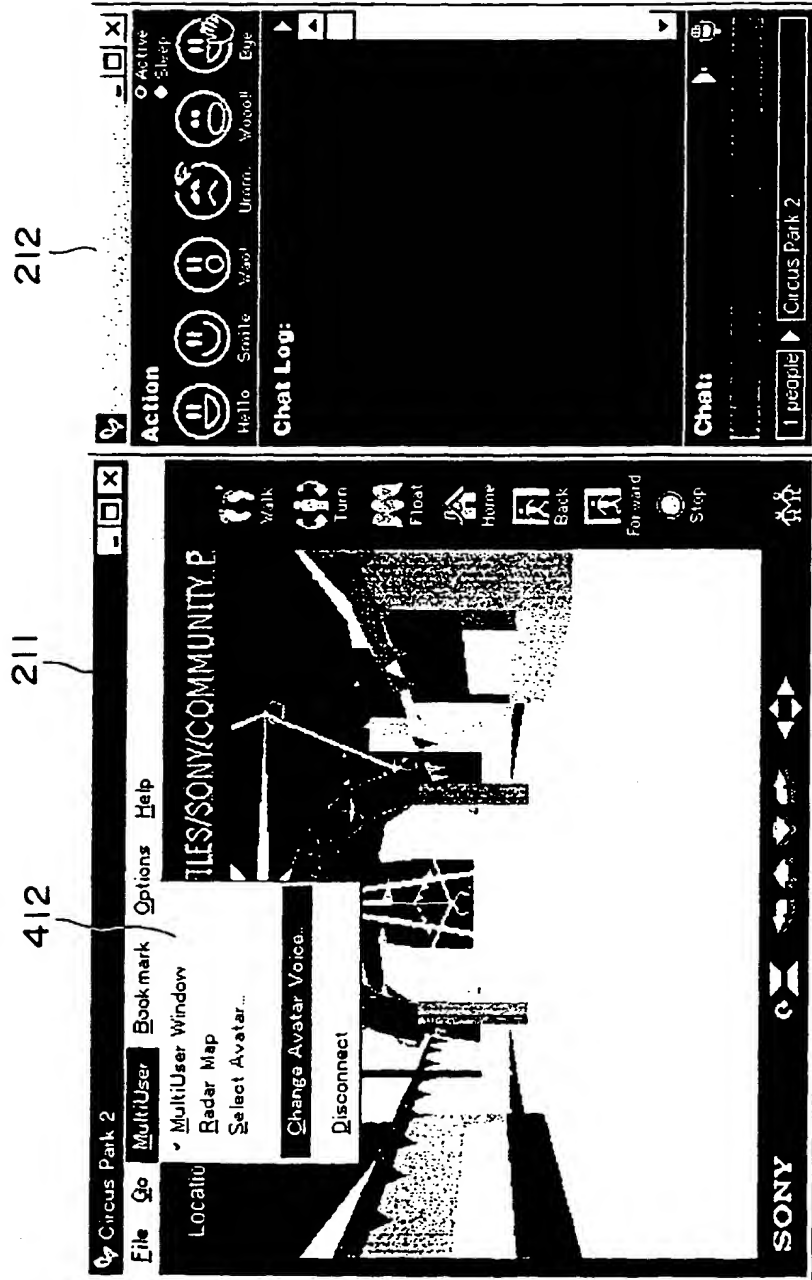 211
212
412
Circus Park 2
File Go MultiUser Bookmark Options Help
MultiUser Window
Radar Map
Select Avatar...
Change Avatar Voice..
Disconnect
Locatio
ILES/SONY/COMMUNITY P.
Walk
Turn
Float
Home
Back
Forward
Stop
SONY
Action
Active
Sleep
Hello Smile Wao! Umm. Wooo!! Bye
Chat Log:
Chat:
1 people Circus Park 2